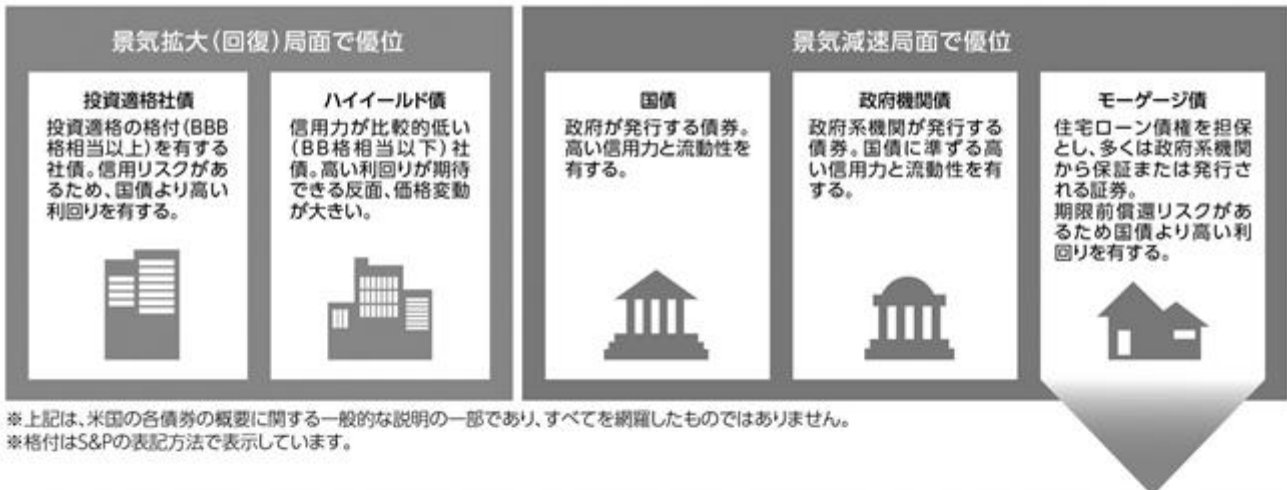 景気拡大(回復)局面で優位
投資適格社債
投資適格の格付(BBB
格相当以上)を有する
社債。信用リスクがあ
るため、国債より高い
利回りを有する。
ハイイールド債
信用力が比較的低い
(BB格相当以下)社
債。高い利回りが期待
できる反面、価格変動
が大きい。
景気減速局面で優位
国債
政府が発行する債券。
高い信用力と流動性を
有する。
政府機関債
政府系機関が発行する
債券。国債に準ずる高
い信用力と流動性を有
する。
モーゲージ債
住宅ローン債権を担保
とし、多くは政府系機関
から保証または発行さ
れる証券。
期限前償還リスクがあ
るため国債より高い利
回りを有する。
※上記は、米国の各債券の概要に関する一般的な説明の一部であり、すべてを網羅したものではありません。
※格付はS&Pの表記方法で表示しています。